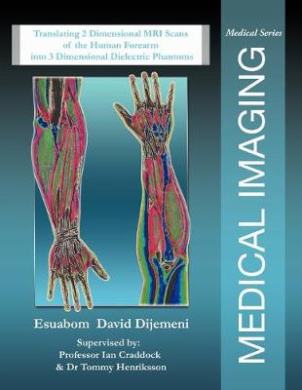 Translating 2 Dimensional MRI Scans
of the Human Forearm
into 3 Dimensional Dielectric Phantoms
Medical Series
MEDICAL IMAGING
Esuabom David Dijemeni
Supervised by:
Professor Ian Craddock
& Dr Tommy Henriksson